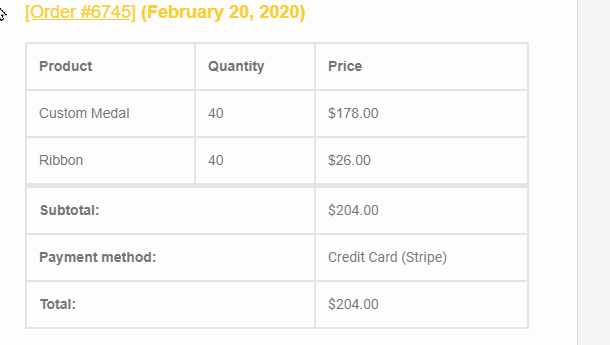 [Order #6745] (February 20, 2020)
Product Quantity Price
Custom Medal 40 $178.00
Ribbon 40 $26.00
Subtotal: $204.00
Payment method: Credit Card (Stripe)
Total: $204.00